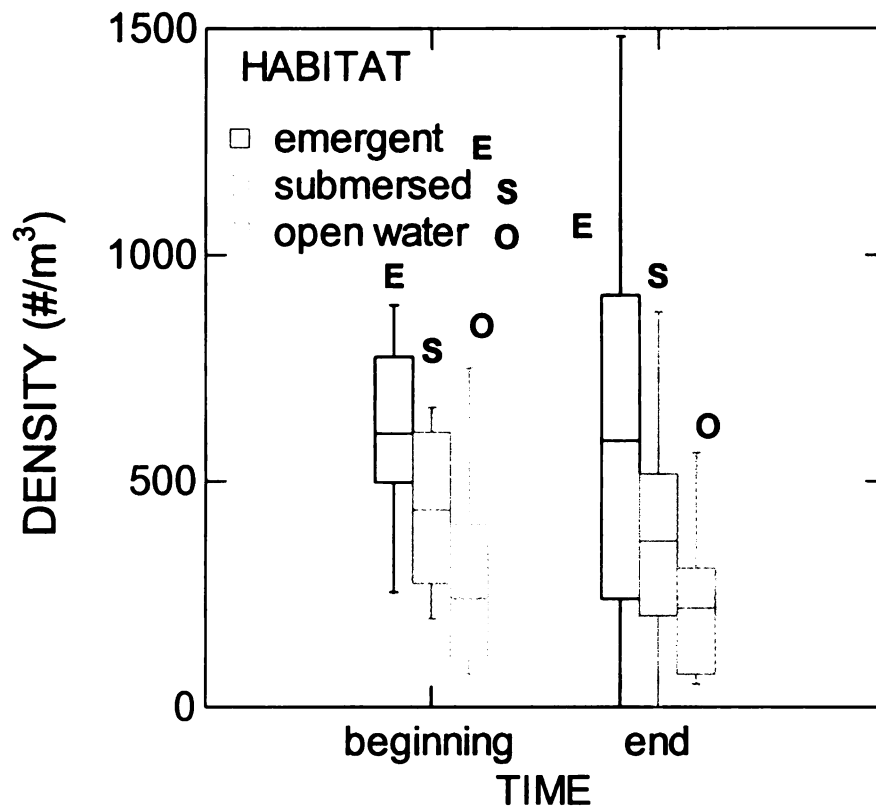 1500
HABITAT
emergent E
submersed S
open water O
E
1000
E
S
S
O
O
500
0
DENSITY (#/m³)
beginning
end
TIME